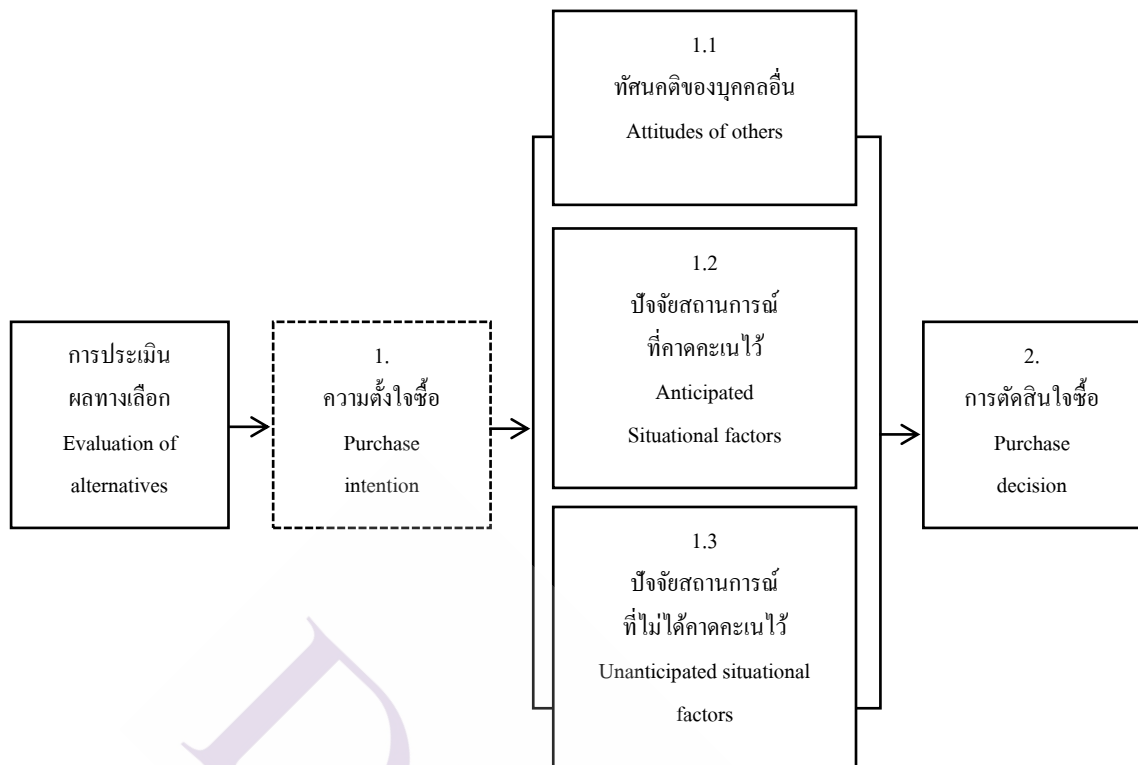 การประเมิน
ผลทางเลือก
Evaluation of
alternatives
1.
ความตั้งใจซื้อ
Purchase
intention
1.1
ทัศนคติของบุคคลอื่น
Attitudes of others
1.2
ปัจจัยสถานการณ์
ที่คาดคะเนไว้
Anticipated
Situational factors
1.3
ปัจจัยสถานการณ์
ที่ไม่ได้คาดคะเนไว้
Unanticipated situational
factors
2.
การตัดสินใจซื้อ
Purchase
decision